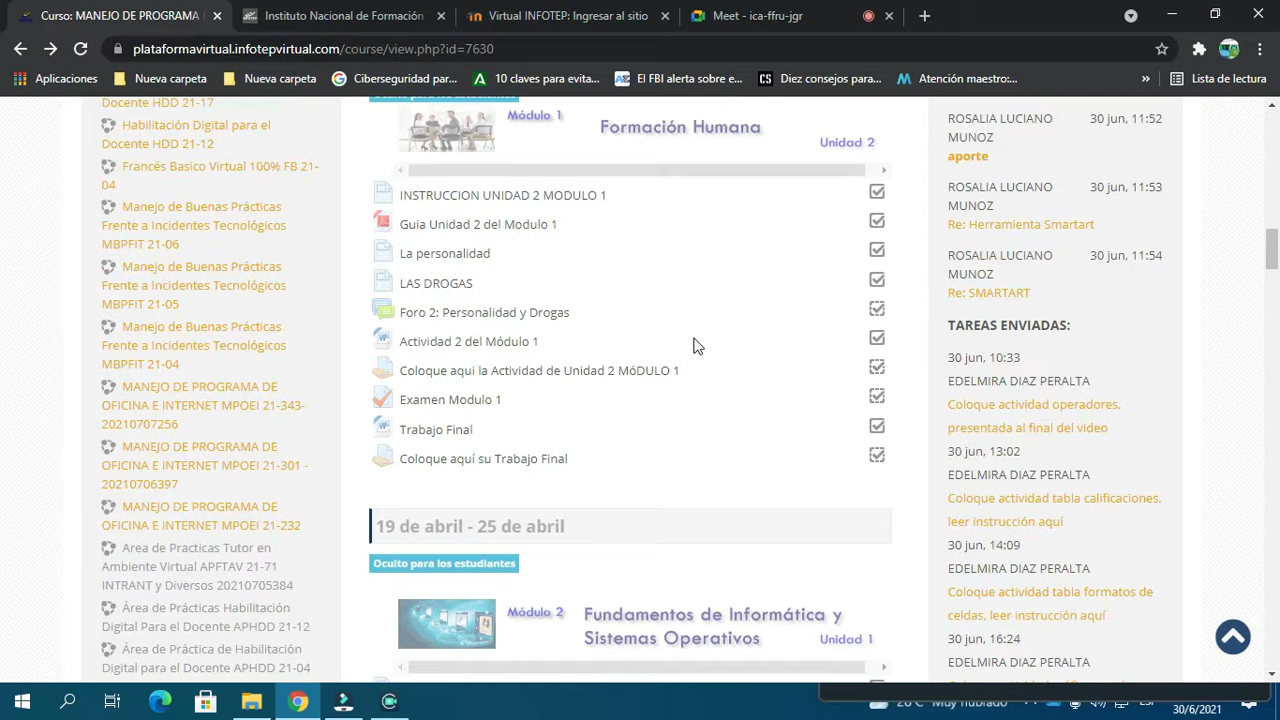 Curso: MANEJO DE PROGRAMA
Instituto Nacional de Formación
Virtual INFOTEP: Ingresar al sitio
Meet - ica-ffru-jgr
plataformavirtual.infotepvirtual.com/course/view.php?id=7630
Aplicaciones
Nueva carpeta
Nueva carpeta
Ciberseguridad par...
10 claves para evita...
El FBI alerta sobre e...
Diez consejos para...
Atención maestro:...
»
Lista de lectura
Docente HDD 21-17
Habilitación Digital para el
Docente HDD 21-12
Francés Basico Virtual 100% FB 21-
04
Manejo de Buenas Prácticas
Frente a Incidentes Tecnológicos
MBPFIT 21-06
Manejo de Buenas Prácticas
Frente a Incidentes Tecnológicos
MBPFIT 21-05
Manejo de Buenas Prácticas
Frente a Incidentes Tecnológicos
MBPFIT 21-04
MANEJO DE PROGRAMA DE
OFICINA E INTERNET MPOEI 21-343-
20210707256
MANEJO DE PROGRAMA DE
OFICINA E INTERNET MPOEI 21-301 -
20210706397
MANEJO DE PROGRAMA DE
OFICINA E INTERNET MPOEI 21-232
Area de Practicas Tutor en
Ambiente Virtual APFTAV 21-71
INTRANT y Diversos 20210705384
Área de Prácticas Habilitación
Digital Para el Docente APHDD 21-12
Área de Práctica de Habilitación
Digital para el Docente APHDD 21-04
Oculto para los estudiantes
Módulo 1
Formación Humana
Unidad 2
INSTRUCCION UNIDAD 2 MODULO 1
Guia Unidad 2 del Modulo 1
La personalidad
LAS DROGAS
Foro 2: Personalidad y Drogas
Actividad 2 del Módulo 1
Coloque aqui la Actividad de Unidad 2 MóDULO 1
Examen Modulo 1
Trabajo Final
Coloque aquí su Trabajo Final
19 de abril - 25 de abril
Oculto para los estudiantes
Módulo 2
Fundamentos de Informática y
Sistemas Operativos
Unidad 1
ROSALIA LUCIANO 30 jun, 11:52
MUNOZ
aporte
ROSALIA LUCIANO 30 jun, 11:53
MUNOZ
Re: Herramienta Smartart
ROSALIA LUCIANO 30 jun, 11:54
MUNOZ
Re: SMARTART
TAREAS ENVIADAS:
30 jun, 10:33
EDELMIRA DIAZ PERALTA
Coloque actividad operadores,
presentada al final del video
30 jun, 13:02
EDELMIRA DIAZ PERALTA
Coloque actividad tabla calificaciones,
leer instrucción aquí
30 jun, 14:09
EDELMIRA DIAZ PERALTA
Coloque actividad tabla formatos de
celdas, leer instrucción aquí
30 jun, 16:24
EDELMIRA DIAZ PERALTA
Muy nublado
30/6/2021